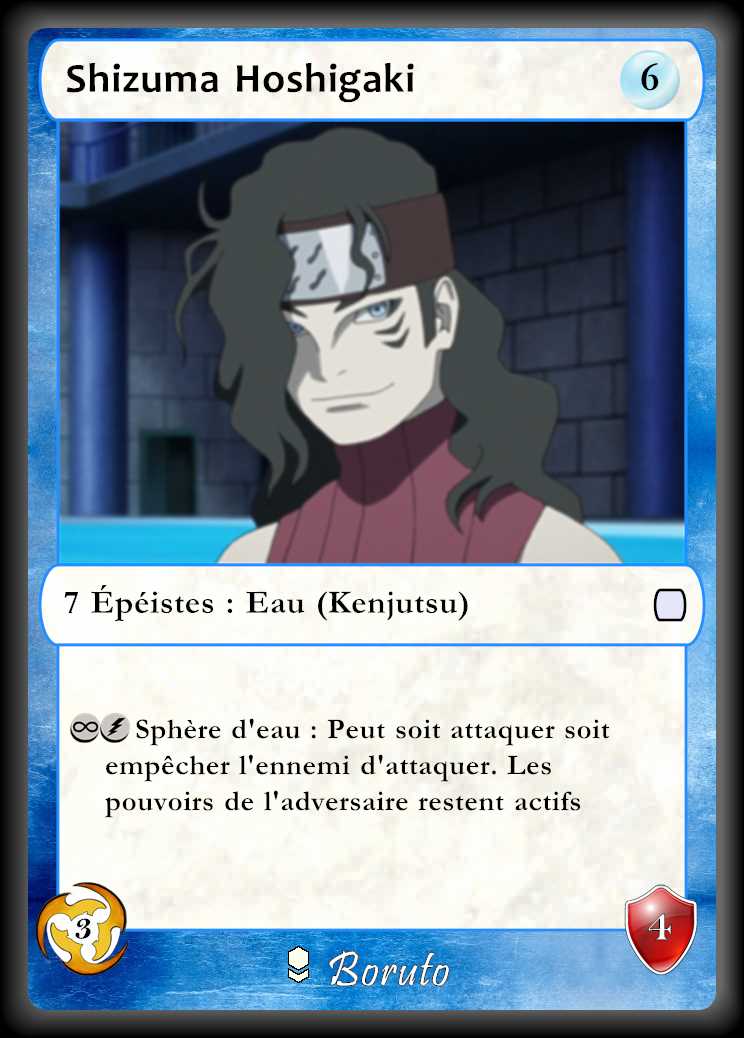 Shizuma Hoshigaki
6
7 Épéistes : Eau (Kenjutsu)
Sphère d'eau : Peut soit attaquer soit
empêcher l'ennemi d'attaquer. Les
pouvoirs de l'adversaire restent actifs
3
4
Boruto